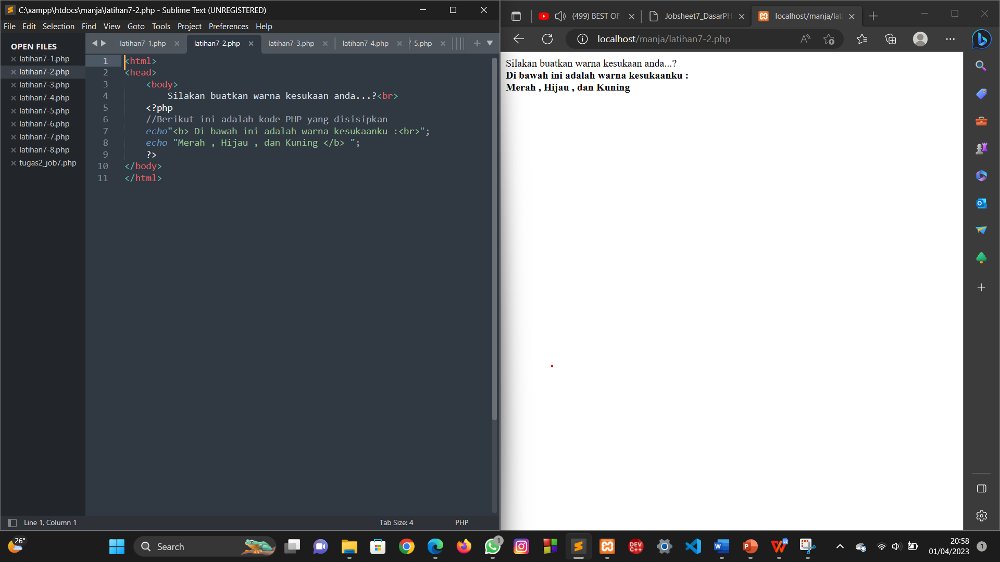 C:\xampp\htdocs\manja\latihan7-2.php - Sublime Text (UNREGISTERED)
File Edit Selection Find View Goto Tools Project Preferences Help
OPEN FILES
latihan7-1.php
latihan7-2.php
latihan7-3.php
latihan7-4.php
latihan7-5.php
latihan7-6.php
latihan7-7.php
latihan7-8.php
tugas2_job7.php
latihan7-1.php latihan7-2.php latihan7-3.php latihan7-4.php 7-5.php
1 <html>
2 <head>
3 <body>
4 Silakan buatkan warna kesukaan anda...?<br>
5 <?php
6 //Berikut ini adalah kode PHP yang disisipkan
7 echo"<b> Di bawah ini adalah warna kesukaanku :<br>";
8 echo "Merah , Hijau , dan Kuning </b> ";
9 ?>
10 </body>
11 </html>
Line 1, Column 1 Tab Size: 4 PHP
(499) BEST OF Jobsheet7_DasarPH localhost/manja/lat
localhost/manja/latihan7-2.php
Silakan buatkan warna kesukaan anda...?
Di bawah ini adalah warna kesukaanku :
Merah , Hijau , dan Kuning
26°
Search
1
DEV C++
20:58
01/04/2023
1